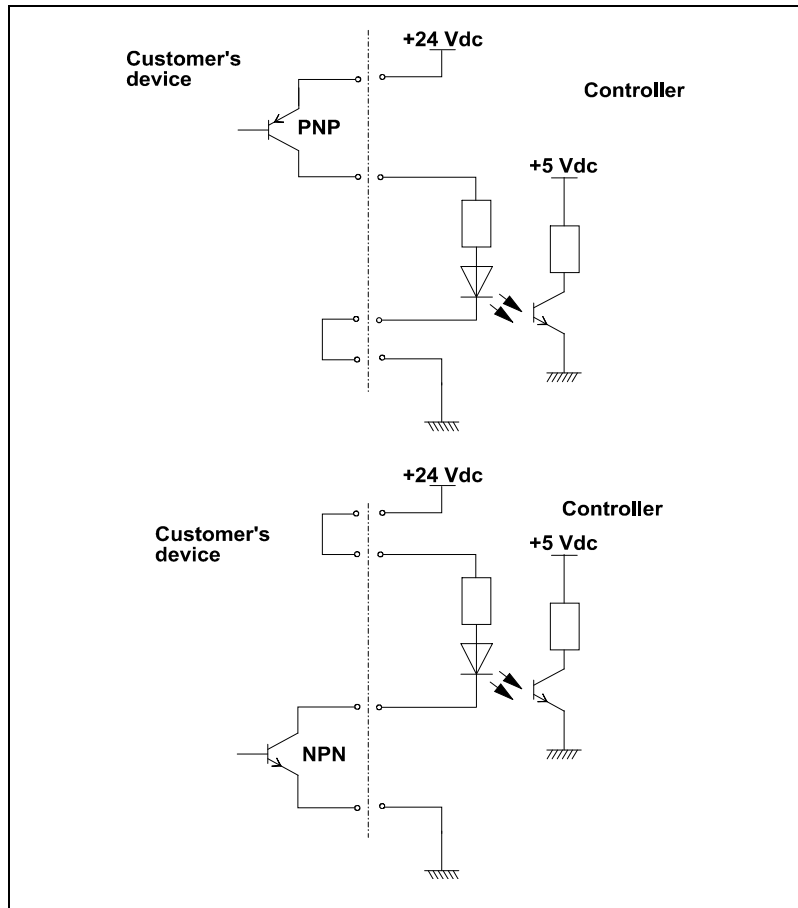 +24 Vdc
Customer's
device
Controller
PNP
+5 Vdc
+24 Vdc
Controller
Customer's
device
+5 Vdc
NPN